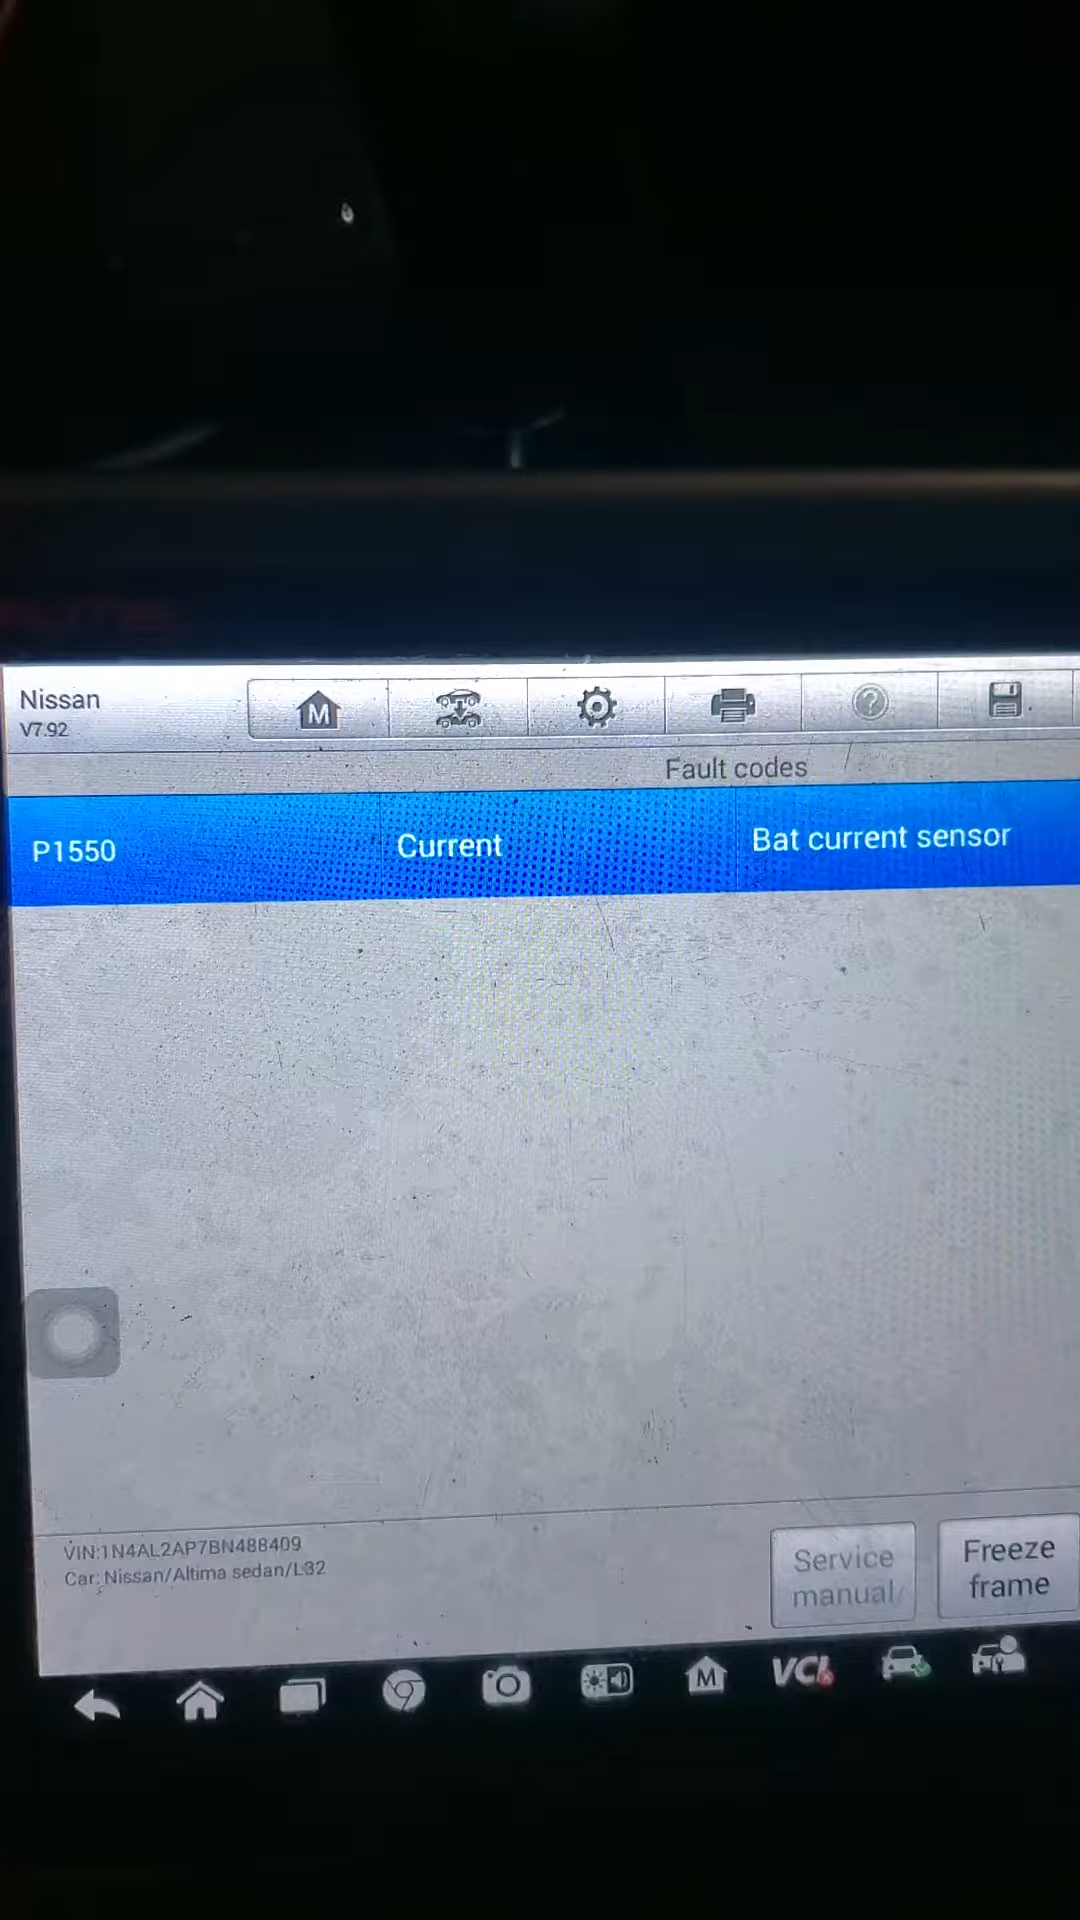 Nissan
V7.92
M
?
Fault codes
P1550 Current Bat current sensor
VIN:1N4AL2AP7BN488409
Car: Nissan/Altima sedan/L32
Service
manual
Freeze
frame
M
VCI